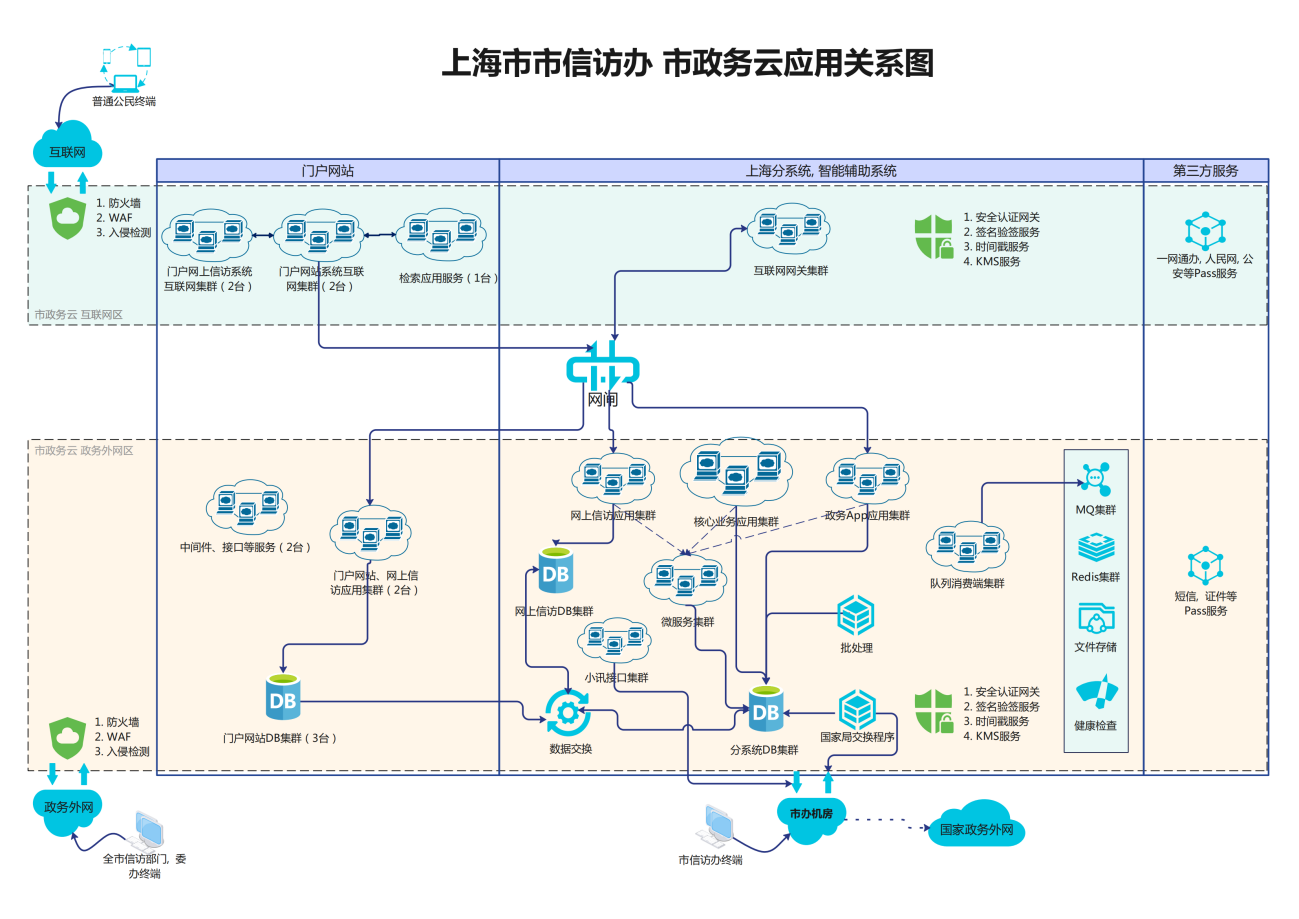 上海市市信访办 市政务云应用关系图
普通公民终端
互联网
门户网站
上海分系统, 智能辅助系统
第三方服务
1. 防火墙
2. WAF
3. 入侵检测
门户网上信访系统
互联网集群（2台）
门户网站系统互联
网集群（2台）
检索应用服务（1台）
互联网网关集群
1. 安全认证网关
2. 签名验签服务
3. 时间戳服务
4. KMS服务
一网通办, 人民网, 公
安等Pass服务
市政务云 互联网区
网闸
市政务云 政务外网区
中间件、接口等服务（2台）
门户网站、网上信
访应用集群（2台）
网上信访应用集群
核心业务应用集群
政务App应用集群
队列消费端集群
MQ集群
Redis集群
文件存储
健康检查
短信, 证件等
Pass服务
DB
网上信访DB集群
微服务集群
小讯接口集群
批处理
DB
门户网站DB集群（3台）
数据交换
DB
分系统DB集群
国家局交换程序
1. 安全认证网关
2. 签名验签服务
3. 时间戳服务
4. KMS服务
1. 防火墙
2. WAF
3. 入侵检测
政务外网
全市信访部门, 委
办终端
市信访办终端
市办机房
国家政务外网